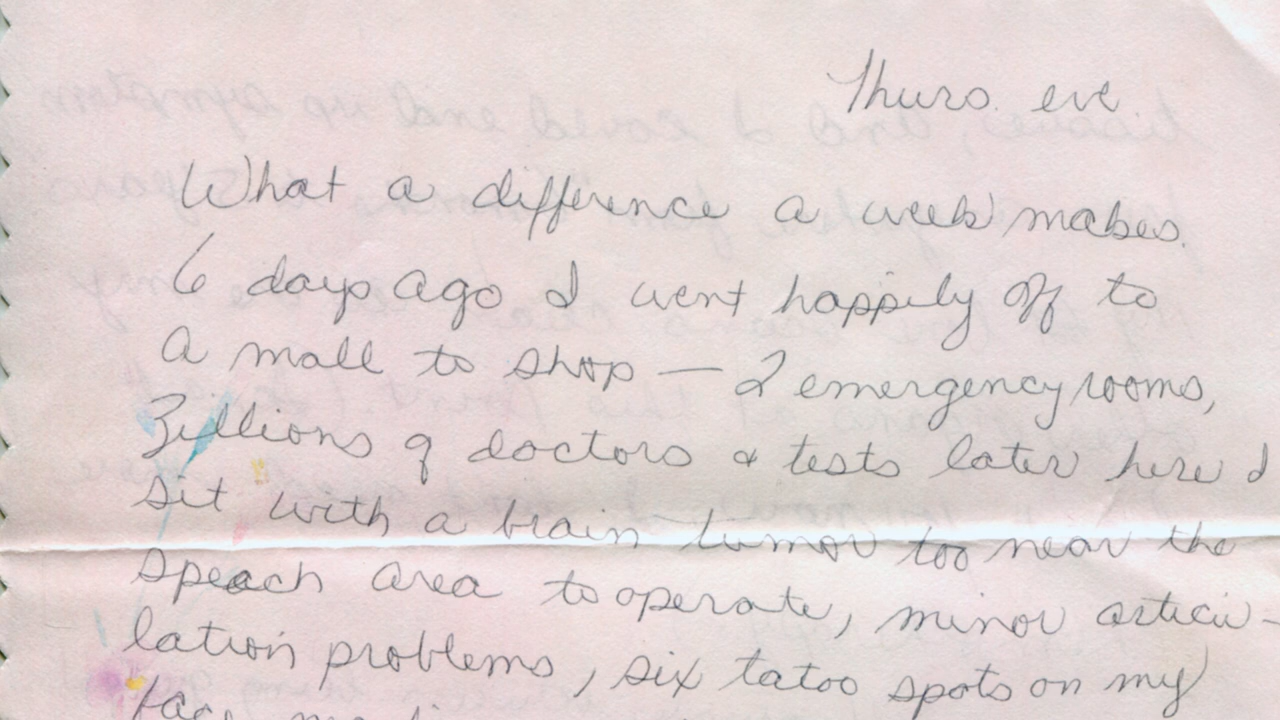 Thurs. eve
What a difference a week makes.
6 days ago I went happily off to
a mall to shop — 2 emergency rooms,
Zillions of doctors & tests later here I
sit with a brain tumor too near the
speach area to operate, minor articu-
lation problems, six tatoo spots on my
face